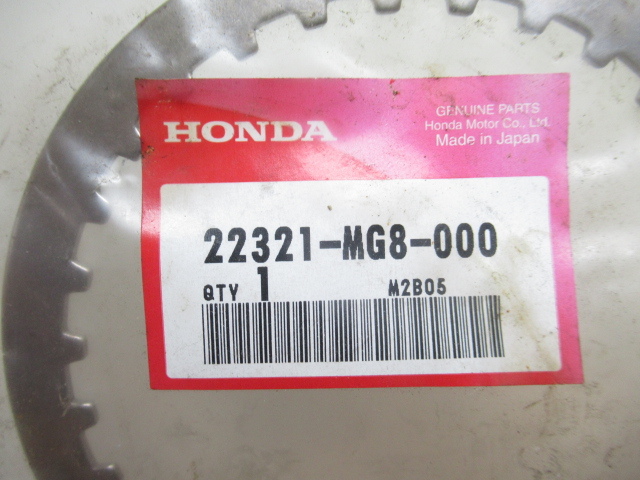 HONDA
GENUINE PARTS
Honda Motor Co., Ltd.
Made in Japan
22321-MG8-000
QTY 1 M2B05